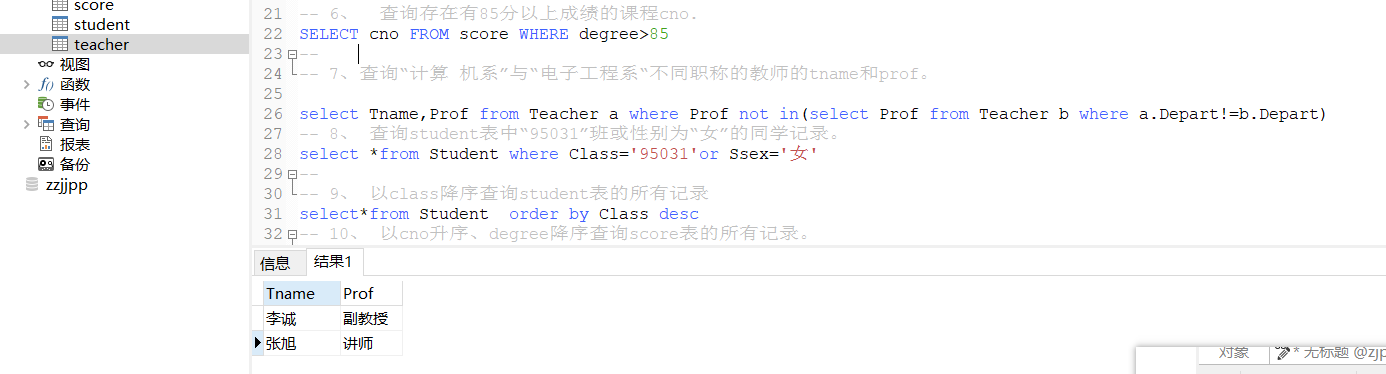 score
student
teacher
视图
函数
事件
查询
报表
备份
zzjjpp
21 -- 6、 查询存在有85分以上成绩的课程cno.
22 SELECT cno FROM score WHERE degree>85
23 --
24 -- 7、查询“计算 机系”与“电子工程系“不同职称的教师的tname和prof。
25
26 select Tname,Prof from Teacher a where Prof not in(select Prof from Teacher b where a.Depart!=b.Depart)
27 -- 8、 查询student表中“95031”班或性别为“女”的同学记录。
28 select *from Student where Class='95031'or Ssex='女'
29 --
30 -- 9、 以class降序查询student表的所有记录
31 select*from Student  order by Class desc
32 -- 10、 以cno升序、degree降序查询score表的所有记录。
信息 结果1
Tname Prof
李诚 副教授
张旭 讲师
对象 * 无标题 @zjp